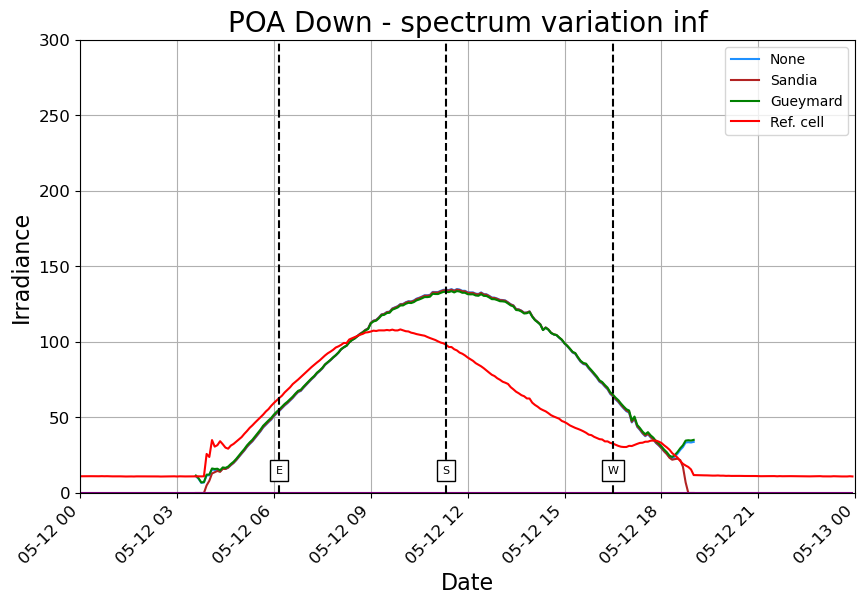 POA Down - spectrum variation inf
300
250
200
150
100
50
0
Irradiance
None
Sandia
Gueymard
Ref. cell
E
S
W
05-12 00
05-12 03
05-12 06
05-12 09
05-12 12
05-12 15
05-12 18
05-12 21
05-13 00
Date